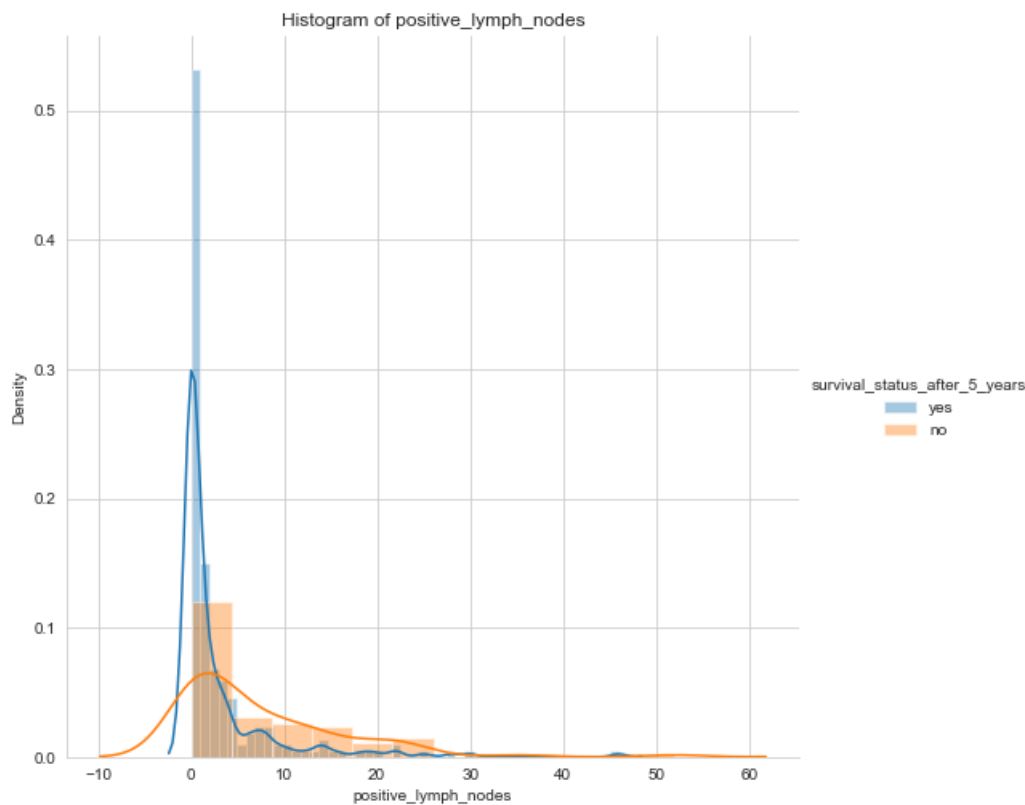 Histogram of positive_lymph_nodes
0.5
0.4
0.3
0.2
0.1
0.0
Density
−10 0 10 20 30 40 50 60
positive_lymph_nodes
survival_status_after_5_years
yes
no